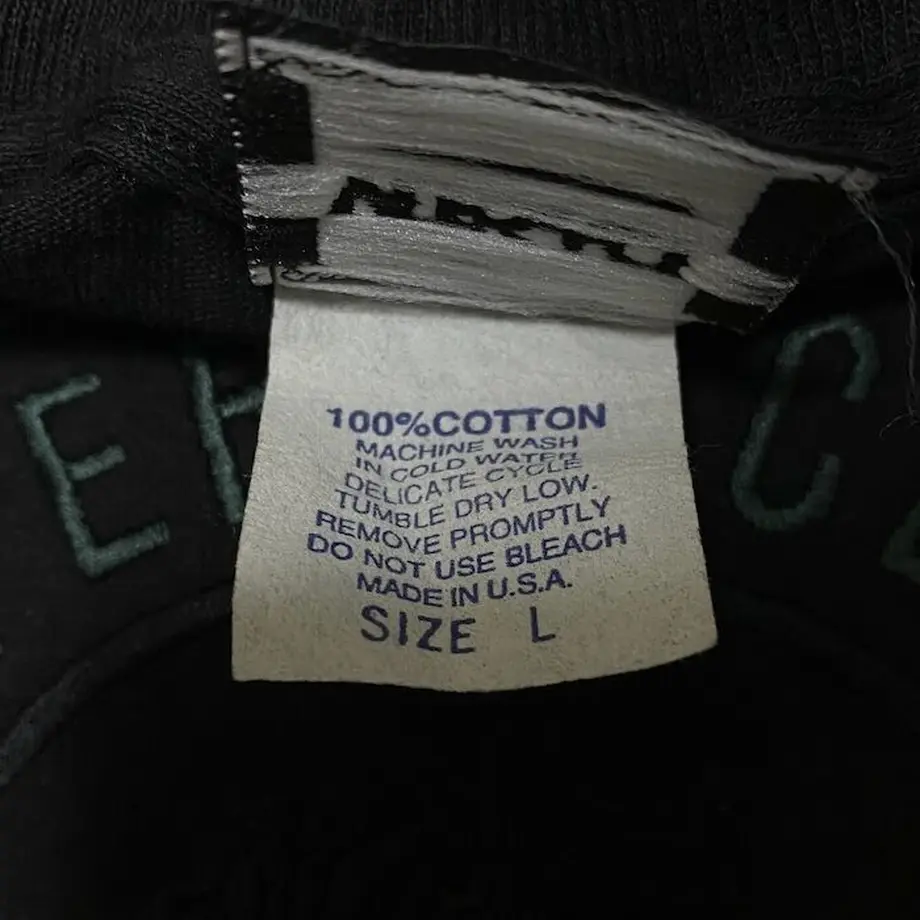 100% COTTON
MACHINE WASH
IN COLD WATER
DELICATE CYCLE
TUMBLE DRY LOW.
REMOVE PROMPTLY
DO NOT USE BLEACH
MADE IN U.S.A.
SIZE L
E
C